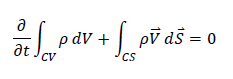 ∂/∂t ∫_CV ρ dV + ∫_CS ρV⃗ dS⃗ = 0